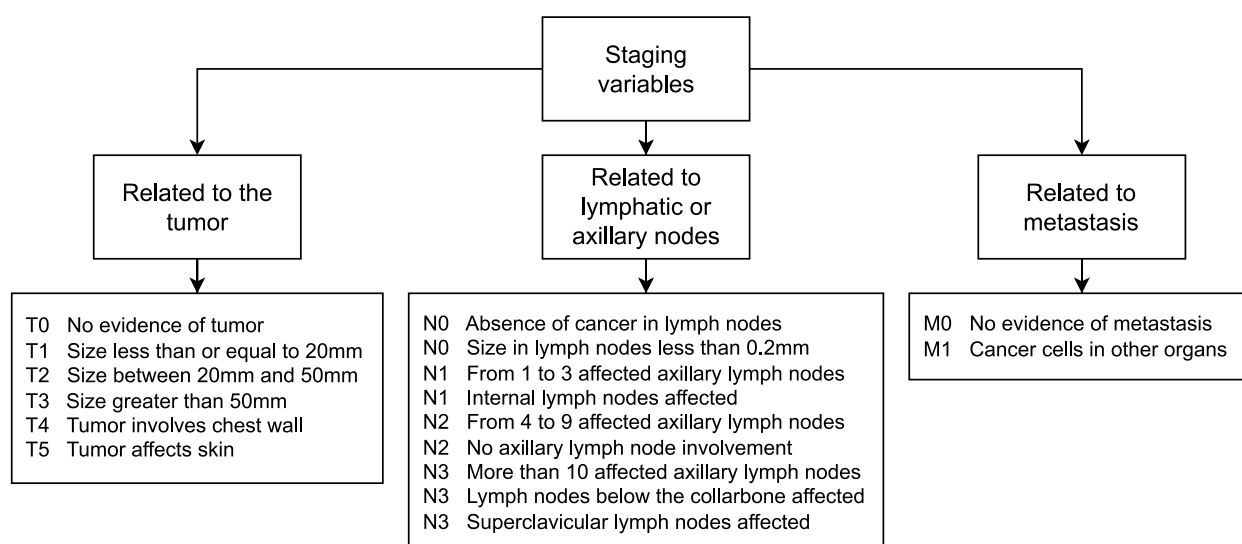 Staging
variables
Related to the
tumor
Related to
lymphatic or
axillary nodes
Related to
metastasis
T0 No evidence of tumor
T1 Size less than or equal to 20mm
T2 Size between 20mm and 50mm
T3 Size greater than 50mm
T4 Tumor involves chest wall
T5 Tumor affects skin
N0 Absence of cancer in lymph nodes
N0 Size in lymph nodes less than 0.2mm
N1 From 1 to 3 affected axillary lymph nodes
N1 Internal lymph nodes affected
N2 From 4 to 9 affected axillary lymph nodes
N2 No axillary lymph node involvement
N3 More than 10 affected axillary lymph nodes
N3 Lymph nodes below the collarbone affected
N3 Superclavicular lymph nodes affected
M0 No evidence of metastasis
M1 Cancer cells in other organs